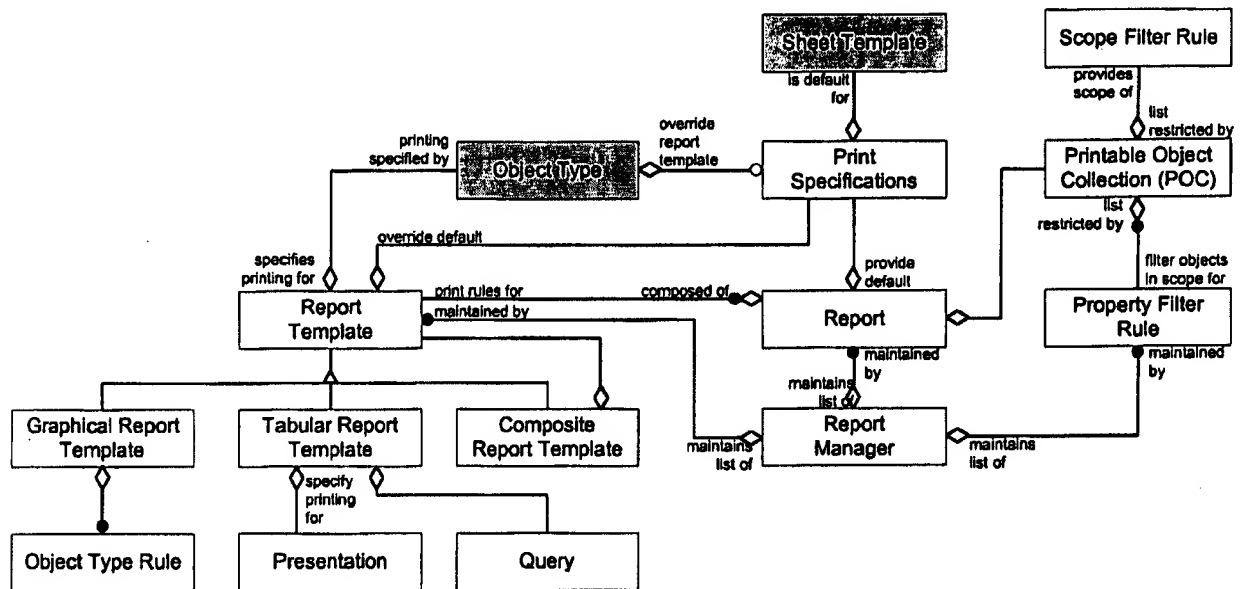 Sheet Template
Scope Filter Rule
is default
for
provides
scope of
list
restricted by
printing
specified by
override
report
template
Object Type
Print
Specifications
Printable Object
Collection (POC)
list
restricted by
override default
specifies
printing for
provide
default
filter objects
in scope for
Report
Template
print rules for
composed of
maintained by
Report
Property Filter
Rule
maintained
by
maintained
by
maintains
list of
Graphical Report
Template
Tabular Report
Template
Composite
Report Template
Report
Manager
maintains
list of
maintains
list of
specify
printing
for
Object Type Rule
Presentation
Query